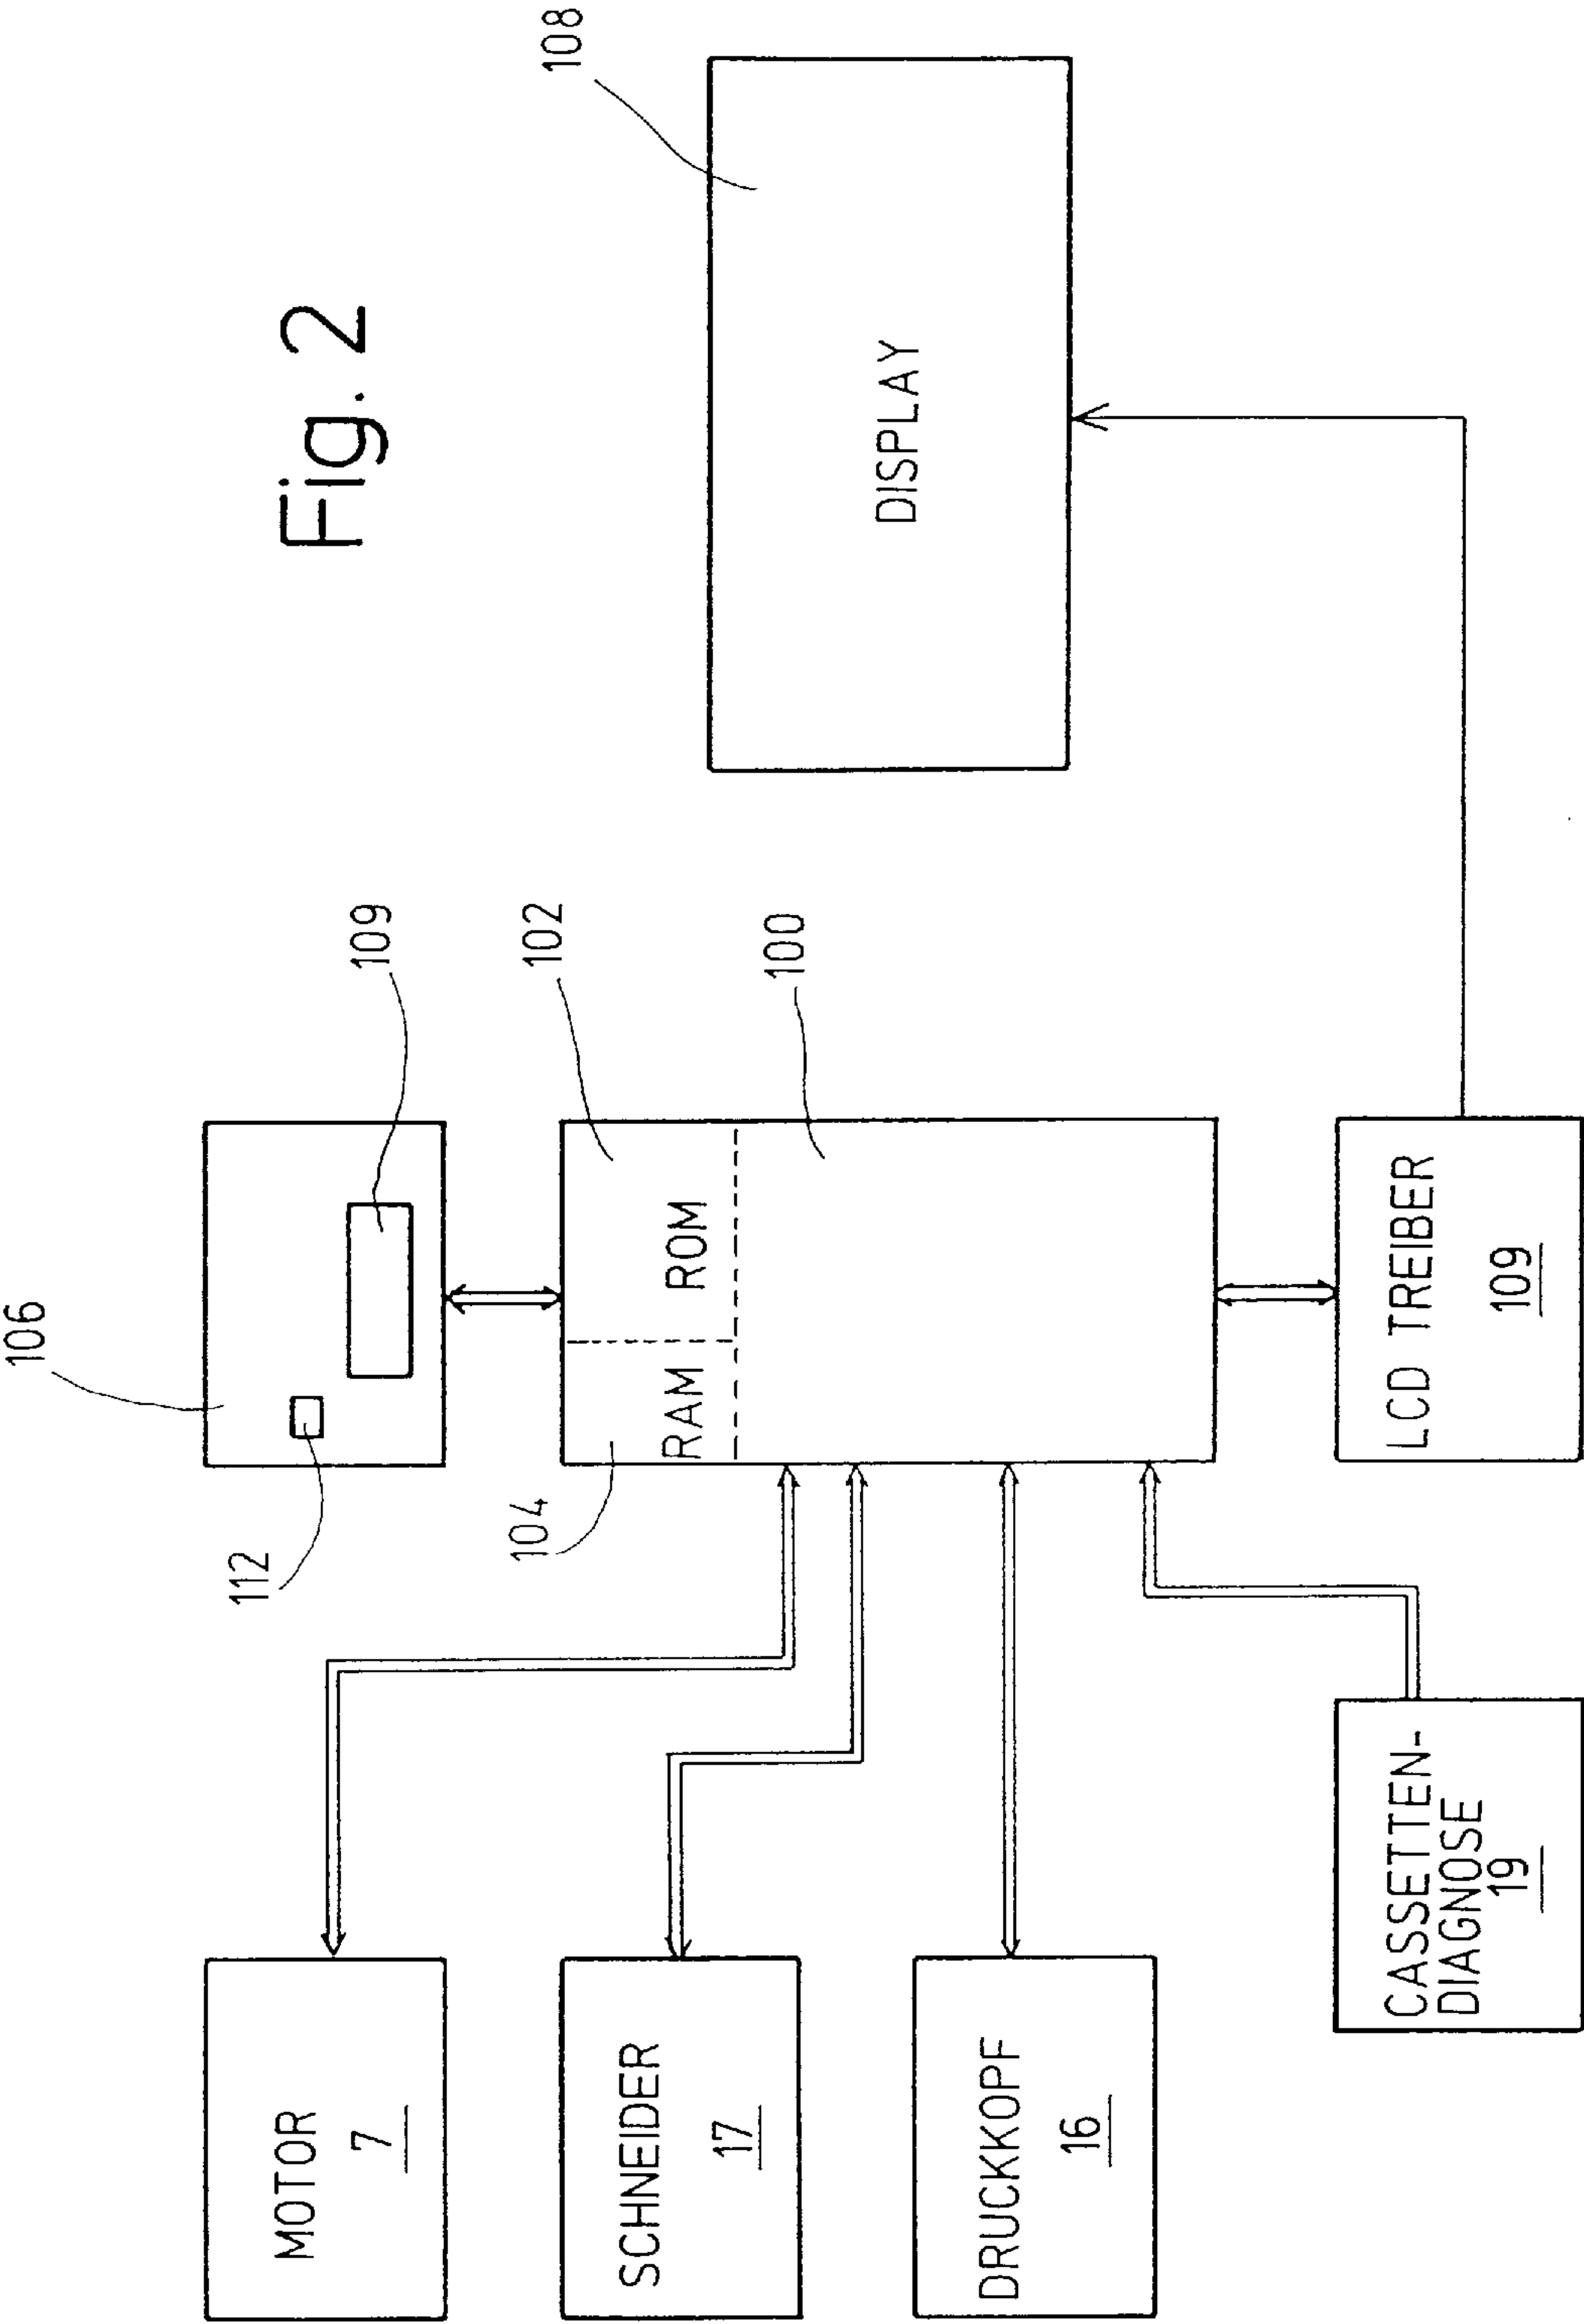 Fig. 2
106
112
109
MOTOR
7
104
RAM
ROM
102
100
108
DISPLAY
SCHNEIDER
17
DRUCKKOPF
16
CASSETTEN-
DIAGNOSE
19
LCD TREIBER
109